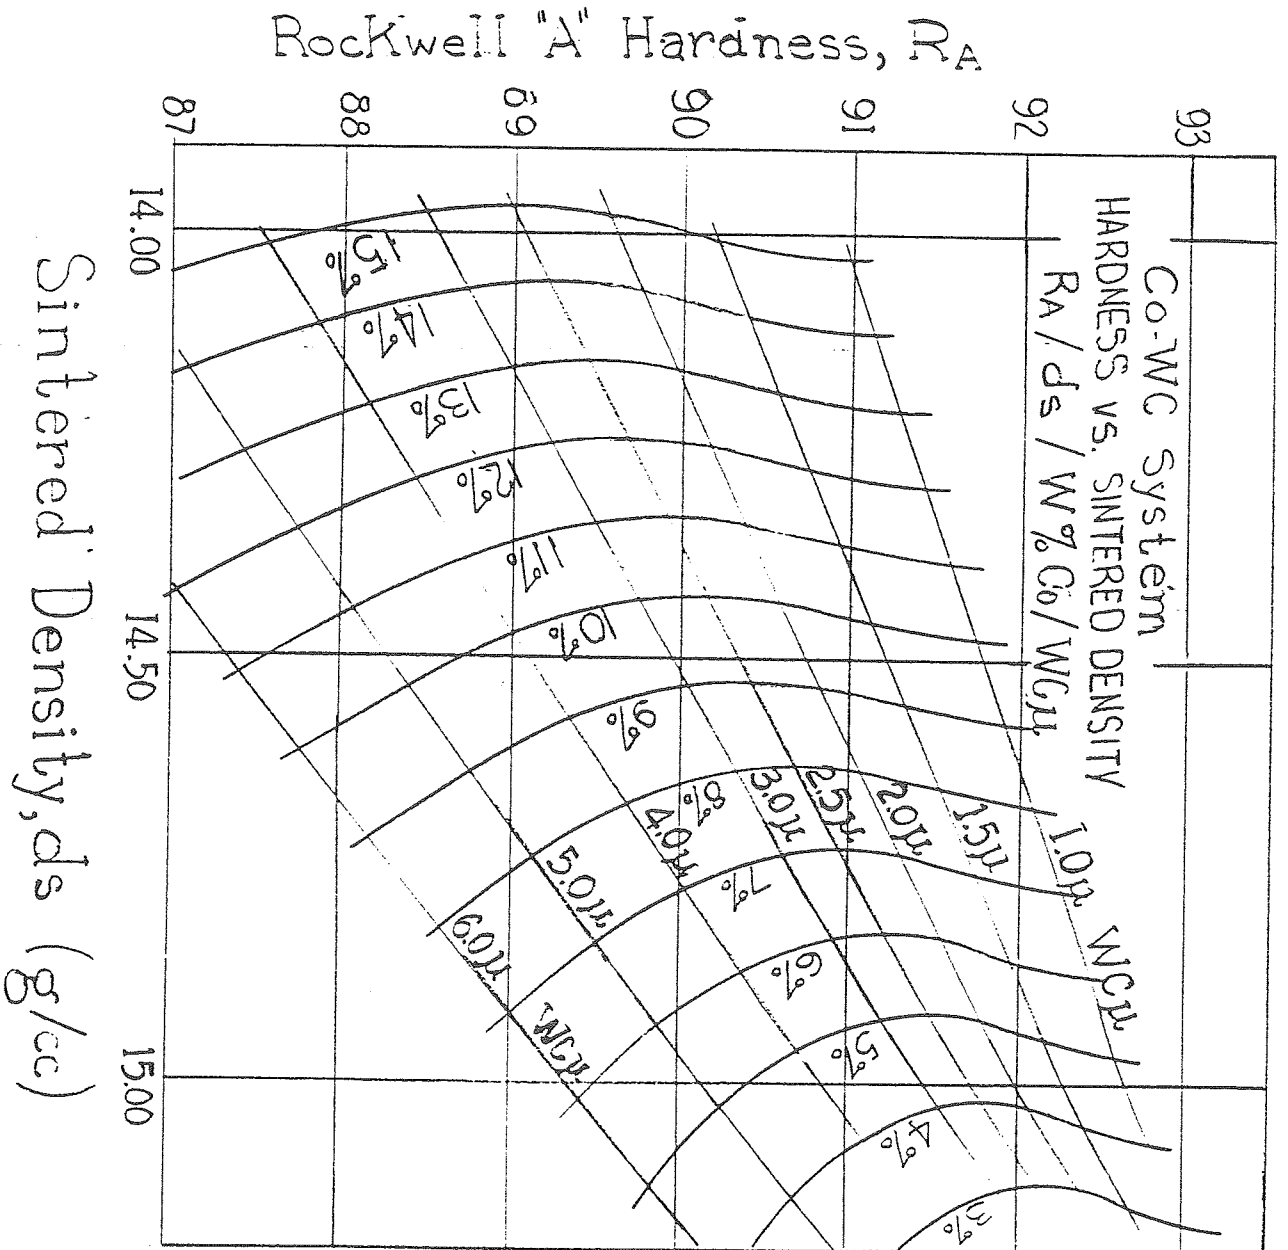 Rockwell "A" Hardness, RA
87
88
89
90
91
92
93
Co-WC System
HARDNESS vs. SINTERED DENSITY
RA / ds / W % Co / WCμ
14.00
14.50
15.00
15%
14%
13%
12%
11%
10%
9%
8%
7%
6%
5%
4%
3%
1.0μ WCμ
1.5μ
2.0μ
2.5μ
3.0μ
4.0μ
5.0μ
6.0μ WCμ
Sintered Density, ds (g/cc)